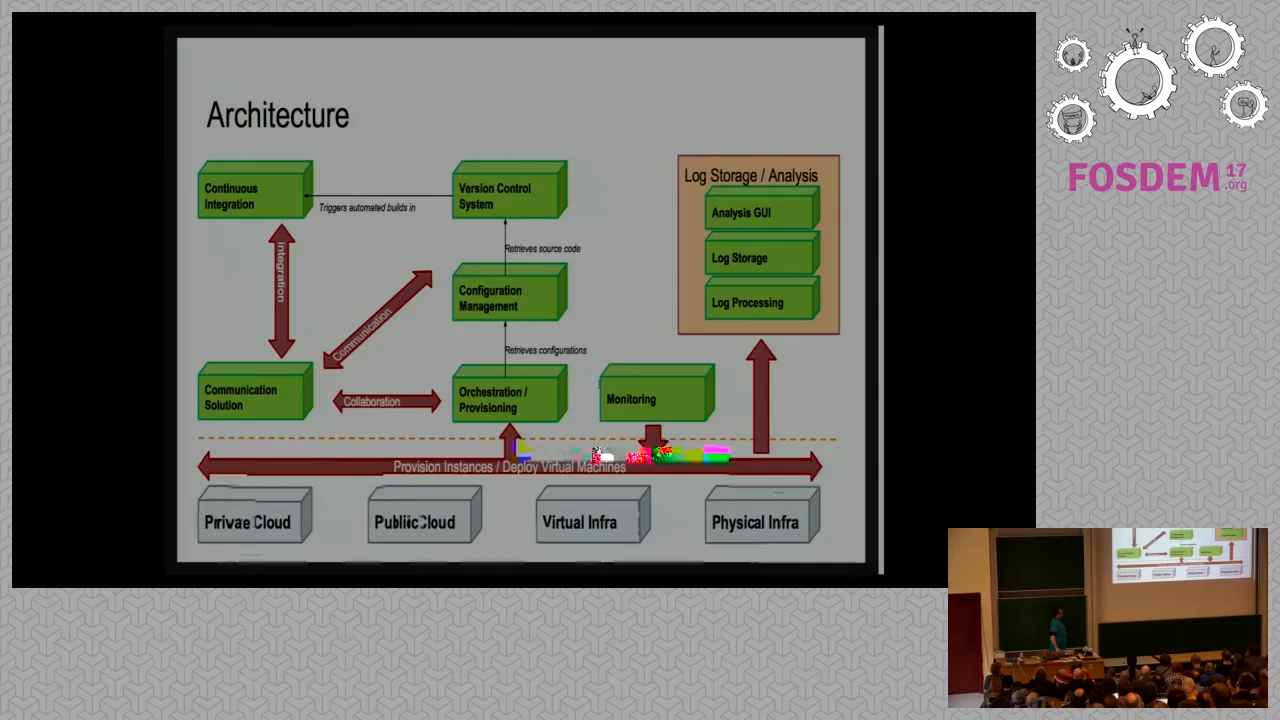 Architecture
Continuous
Integration
Triggers automated builds in
Version Control
System
Log Storage / Analysis
Analysis GUI
Log Storage
Log Processing
Retrieves source code
integration
Configuration
Management
Communication
Retrieves configurations
Communication
Solution
Collaboration
Orchestration /
Provisioning
Monitoring
Provision Instances / Deploy Virtual Machines
Private Cloud
Public Cloud
Virtual Infra
Physical Infra
FOSDEM 17
.org